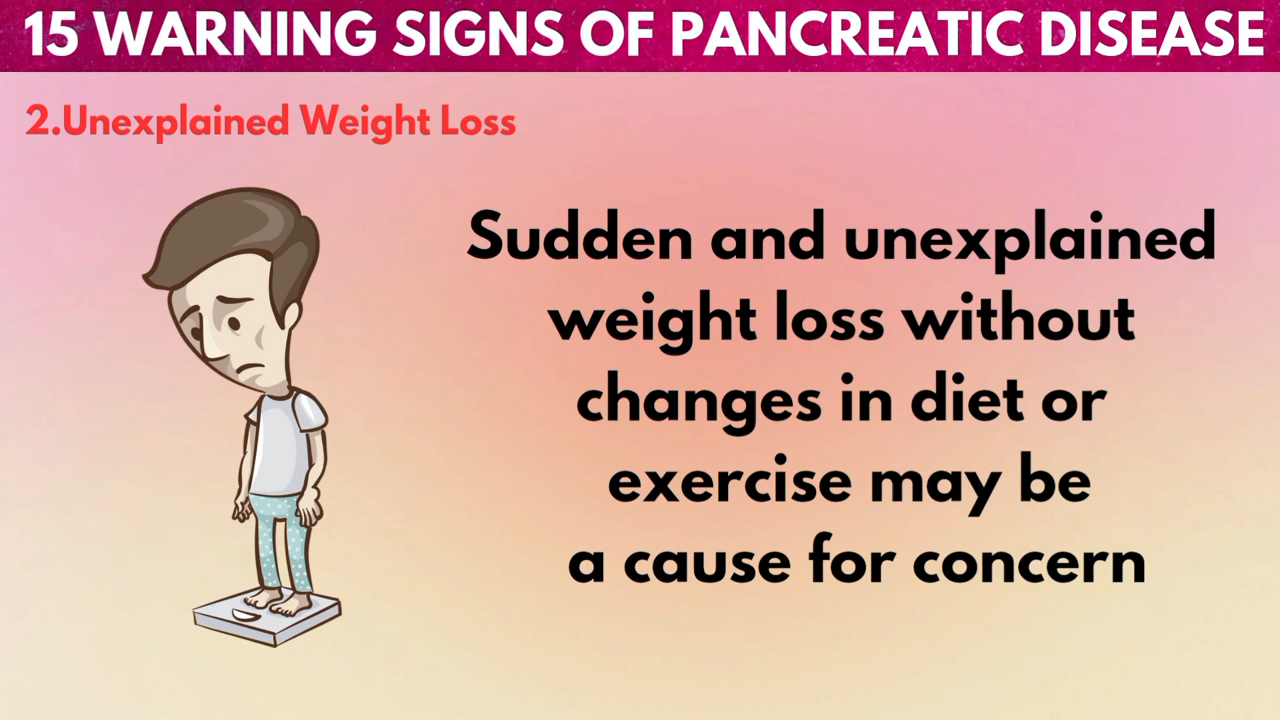 15 WARNING SIGNS OF PANCREATIC DISEASE
2.Unexplained Weight Loss
Sudden and unexplained
weight loss without
changes in diet or
exercise may be
a cause for concern